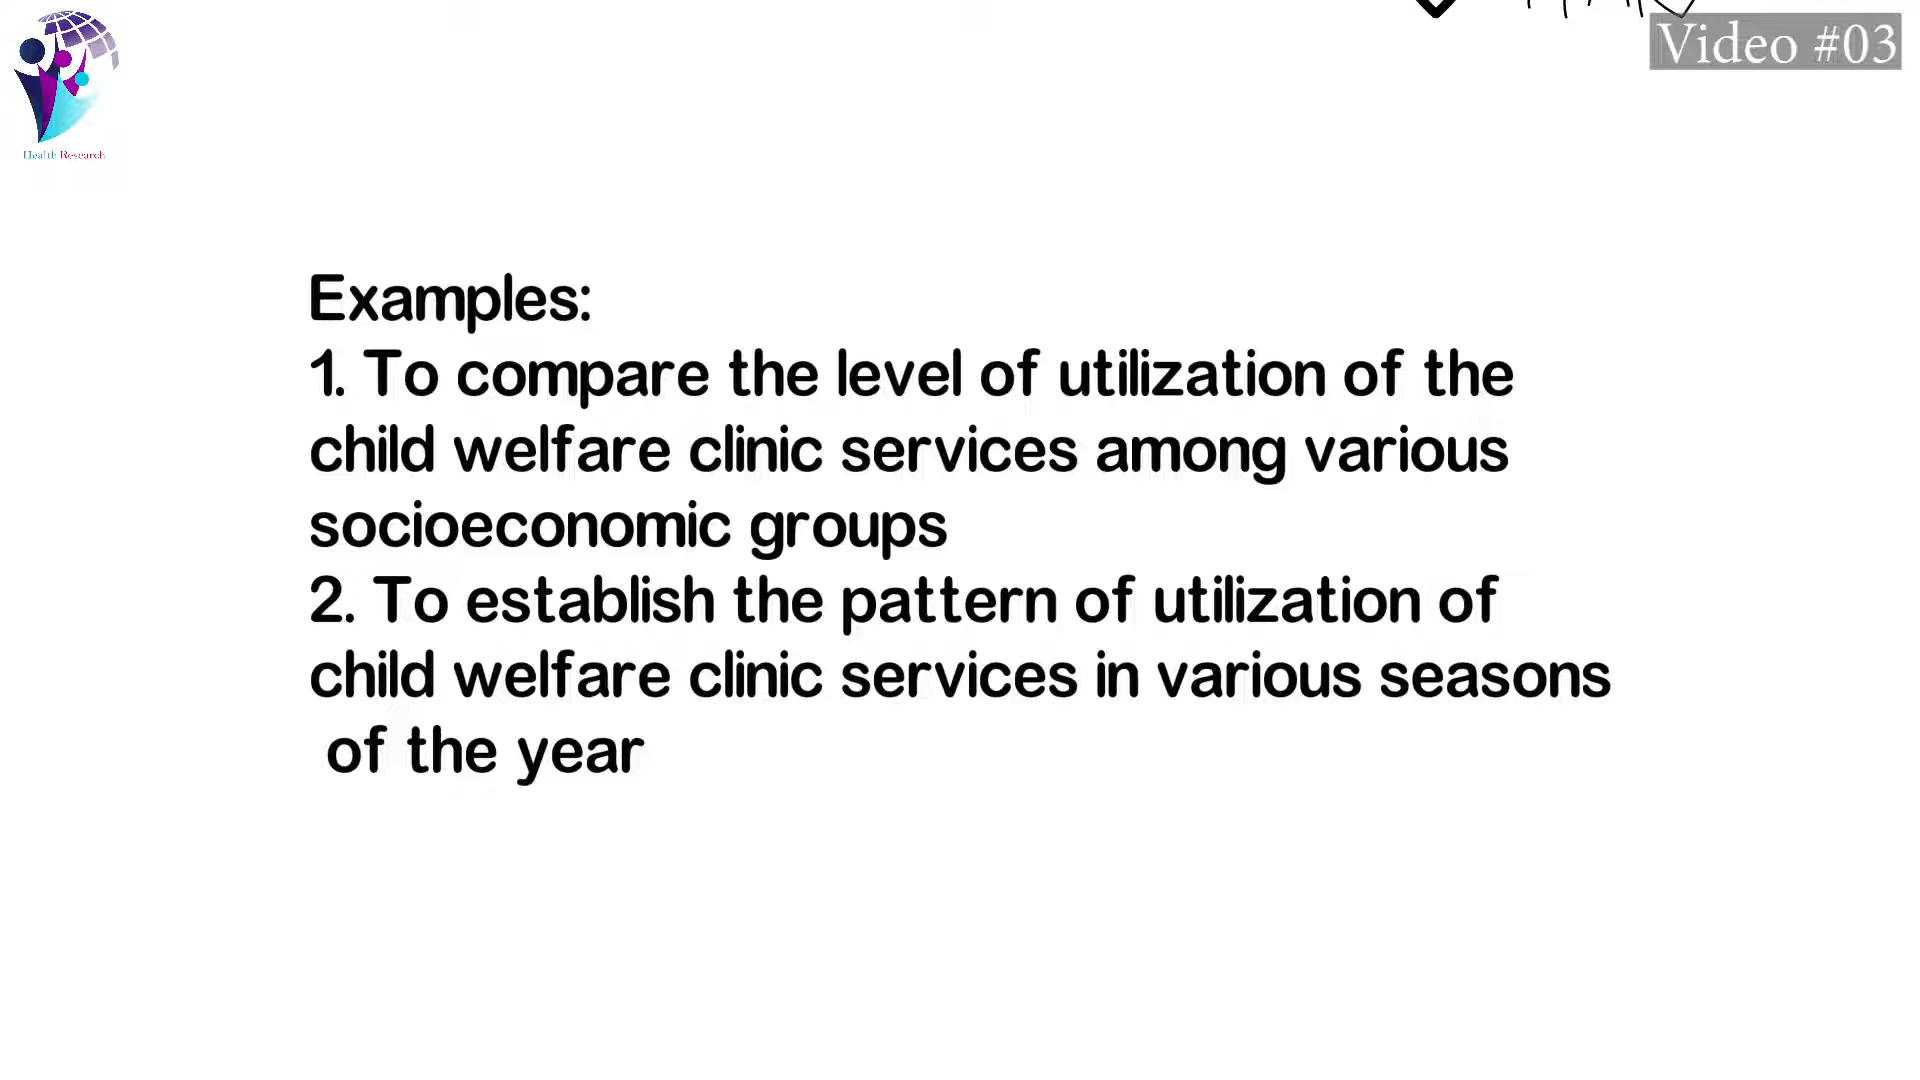 Video #03
Health Research
Examples:
1. To compare the level of utilization of the
child welfare clinic services among various
socioeconomic groups
2. To establish the pattern of utilization of
child welfare clinic services in various seasons
of the year